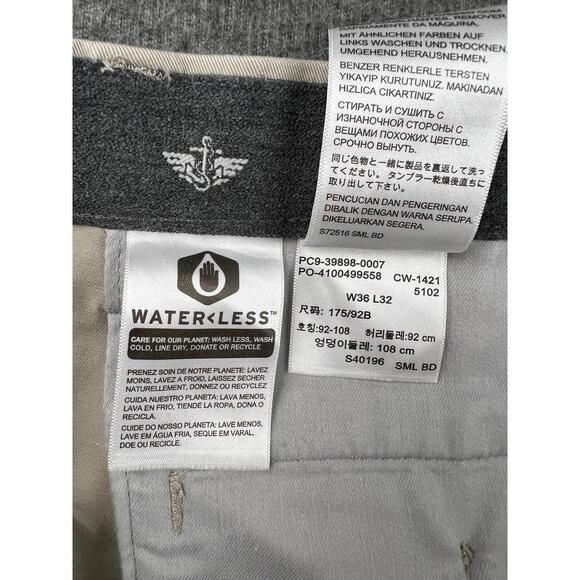 RÁPIDAMENTE DA MÁQUINA.
MIT ÄHNLICHEN FARBEN AUF
LINKS WASCHEN UND TROCKNEN,
UMGEHEND HERAUSNEHMEN.
BENZER RENKLERLE TERSTEN
YIKAYIP KURUTUNUZ. MAKINADAN
HIZLICA ÇIKARTINIZ.
СТИРАТЬ И СУШИТЬ С
ИЗНАНОЧНОЙ СТОРОНЫ С
ВЕЩАМИ ПОХОЖИХ ЦВЕТОВ.
СРОЧНО ВЫНУТЬ.
同じ色物と一緒に製品を裏返して洗っ
てください。タンブラー乾燥後直ちに
取り出して下さい。
PENCUCIAN DAN PENGERINGAN
DIBALIK DENGAN WARNA SERUPA.
DIKELUARKAN SEGERA.
S72516 SML BD
WATER<LESS™
CARE FOR OUR PLANET: WASH LESS, WASH
COLD, LINE DRY, DONATE OR RECYCLE
PRENEZ SOIN DE NOTRE PLANETE: LAVEZ
MOINS, LAVEZ A FROID, LAISSEZ SECHER
NATURELLEMENT, DONNEZ OU RECYCLEZ
CUIDA NUESTRO PLANETA: LAVA MENOS,
LAVA EN FRIO, TIENDE LA ROPA, DONA O
RECICLALA.
CUIDE DO NOSSO PLANETA: LAVE MENOS,
LAVE EM ÁGUA FRIA, SEQUE EM VARAL,
DOE OU RECICLE.
PC9-39898-0007
PO-4100499558 CW-1421
5102
W36 L32
尺码: 175/92B
호칭:92-108 허리둘레:92 cm
엉덩이둘레: 108 cm
S40196 SML BD